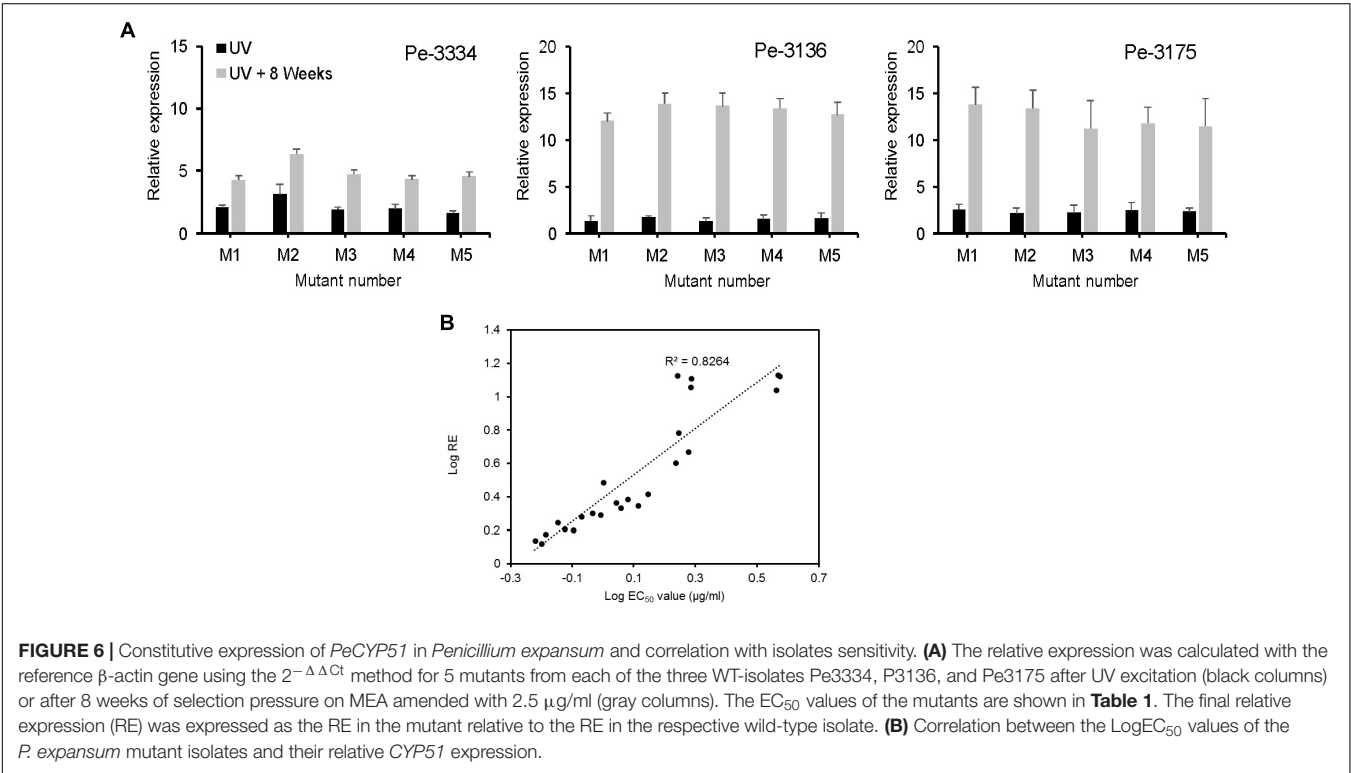 A
15
10
5
0
Relative expression
UV
UV + 8 Weeks
Pe-3334
M1 M2 M3 M4 M5
Mutant number
20
15
10
5
0
Relative expression
Pe-3136
M1 M2 M3 M4 M5
Mutant number
20
15
10
5
0
Relative expression
Pe-3175
M1 M2 M3 M4 M5
Mutant number
B
1.4
1.2
1
0.8
0.6
0.4
0.2
0
Log RE
R² = 0.8264
-0.3 -0.1 0.1 0.3 0.5 0.7
Log EC₅₀ value (µg/ml)
FIGURE 6 | Constitutive expression of PeCYP51 in Penicillium expansum and correlation with isolates sensitivity. (A) The relative expression was calculated with the
reference β-actin gene using the 2^−ΔΔCt method for 5 mutants from each of the three WT-isolates Pe3334, P3136, and Pe3175 after UV excitation (black columns)
or after 8 weeks of selection pressure on MEA amended with 2.5 µg/ml (gray columns). The EC₅₀ values of the mutants are shown in Table 1. The final relative
expression (RE) was expressed as the RE in the mutant relative to the RE in the respective wild-type isolate. (B) Correlation between the LogEC₅₀ values of the
P. expansum mutant isolates and their relative CYP51 expression.